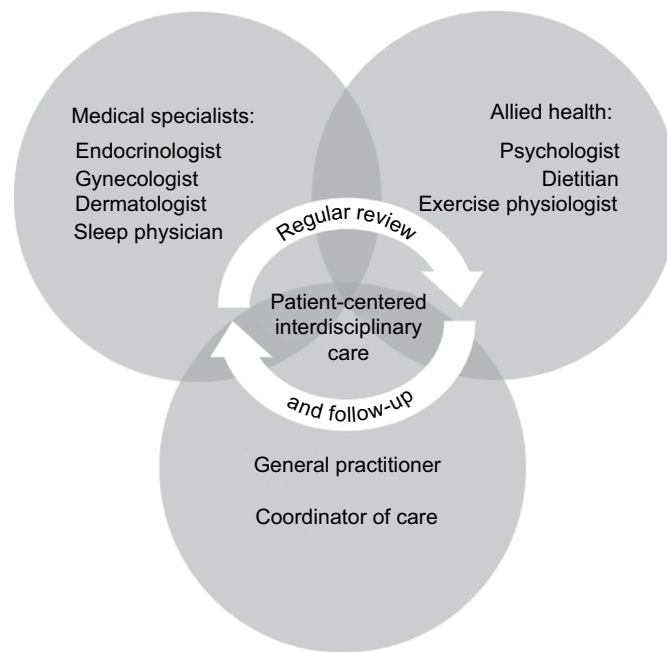 Medical specialists:
Endocrinologist
Gynecologist
Dermatologist
Sleep physician
Allied health:
Psychologist
Dietitian
Exercise physiologist
Regular review
Patient-centered
interdisciplinary
care
and follow-up
General practitioner
Coordinator of care